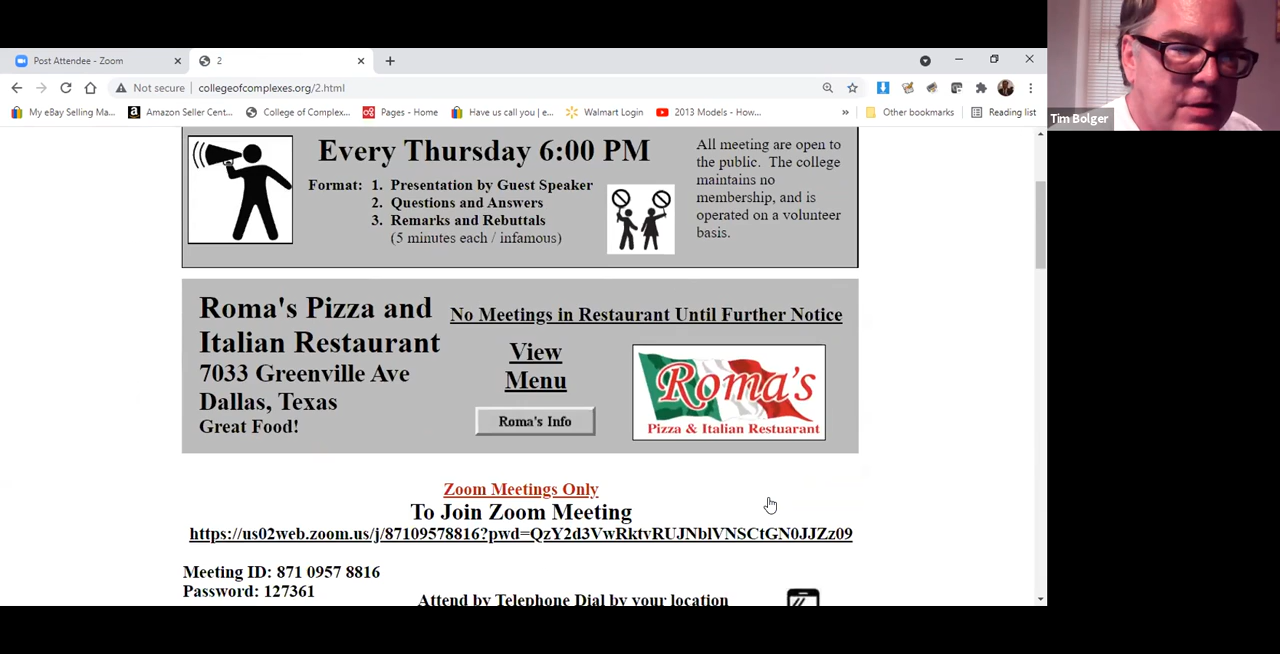 Post Attendee - Zoom
2
Not secure
collegeofcomplexes.org/2.html
My eBay Selling Ma...
Amazon Seller Cent...
College of Complex...
Pages - Home
Have us call you | e...
Walmart Login
2013 Models - How...
»
Other bookmarks
Reading list
Tim Bolger
Every Thursday 6:00 PM
Format: 1. Presentation by Guest Speaker
2. Questions and Answers
3. Remarks and Rebuttals
(5 minutes each / infamous)
All meeting are open to
the public. The college
maintains no
membership, and is
operated on a volunteer
basis.
Roma's Pizza and
Italian Restaurant
7033 Greenville Ave
Dallas, Texas
Great Food!
No Meetings in Restaurant Until Further Notice
View
Menu
Roma's Info
Roma's
Pizza & Italian Restuarant
Zoom Meetings Only
To Join Zoom Meeting
https://us02web.zoom.us/j/87109578816?pwd=QzY2d3VwRktvRUJNblVNSCtGN0JJZz09
Meeting ID: 871 0957 8816
Password: 127361
Attend by Telephone Dial by your location